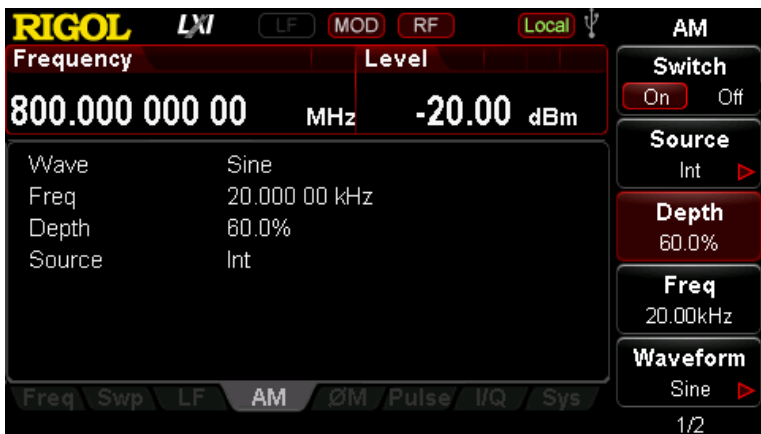 RIGOL LXI LF MOD RF Local AM
Frequency Level
800.000 000 00 MHz -20.00 dBm
Wave Sine
Freq 20.000 00 kHz
Depth 60.0%
Source Int
Freq Swp LF AM ØM Pulse I/Q Sys
Switch
On Off
Source
Int
Depth
60.0%
Freq
20.00kHz
Waveform
Sine
1/2